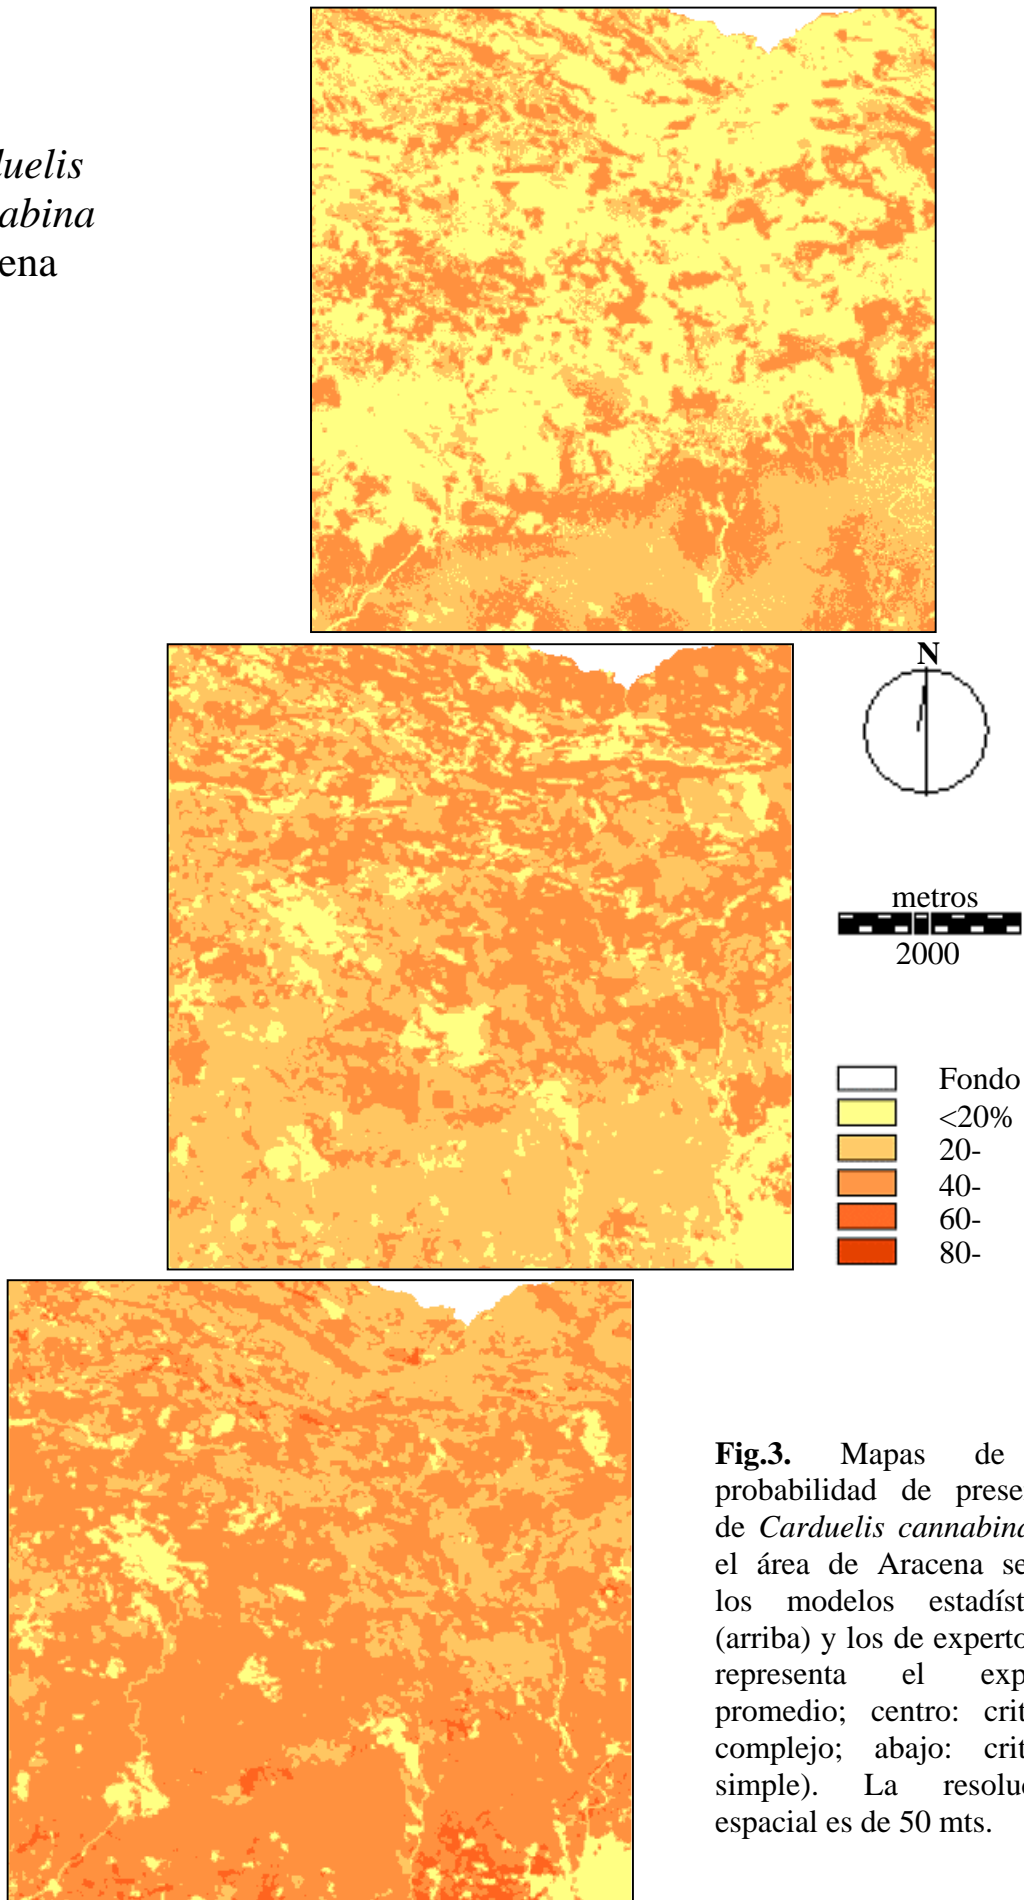 duelis
abina
ena
N
metros
2000
Fondo
<20%
20-
40-
60-
80-
Fig.3. Mapas de
probabilidad de prese
de Carduelis cannabina
el área de Aracena se
los modelos estadíst
(arriba) y los de experto
representa el exp
promedio; centro: crit
complejo; abajo: crit
simple). La resolu
espacial es de 50 mts.